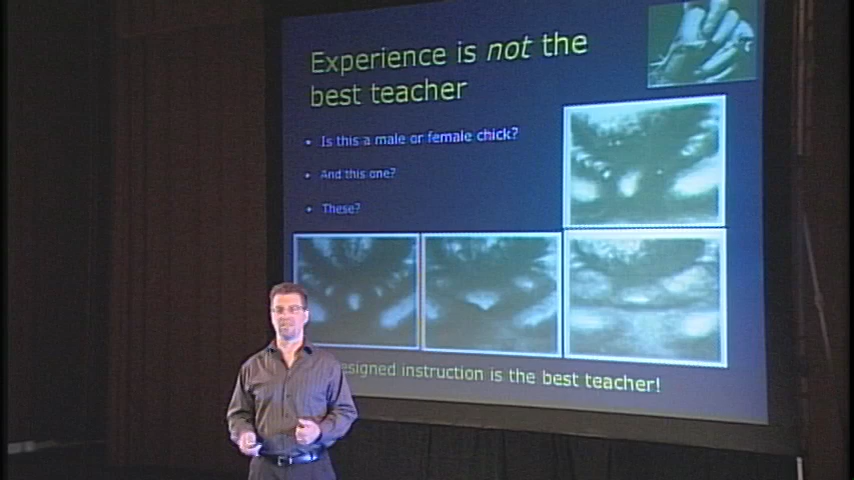 Experience is not the
best teacher
• Is this a male or female chick?
• And this one?
• These?
instruction is the best teacher!